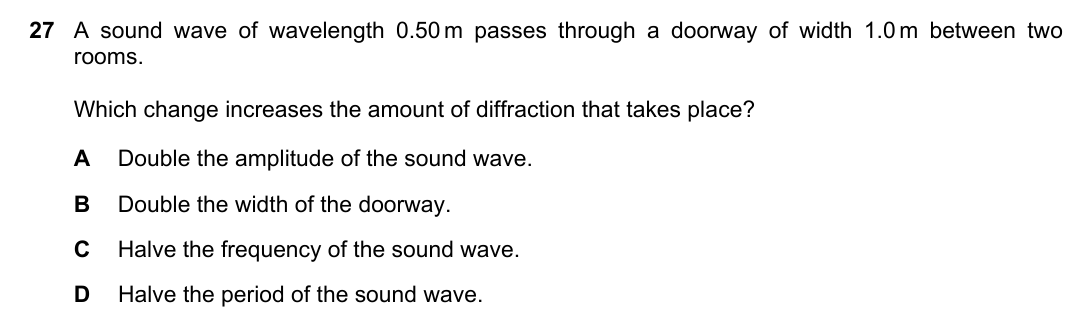 27 A sound wave of wavelength 0.50 m passes through a doorway of width 1.0 m between two
rooms.
Which change increases the amount of diffraction that takes place?
A Double the amplitude of the sound wave.
B Double the width of the doorway.
C Halve the frequency of the sound wave.
D Halve the period of the sound wave.